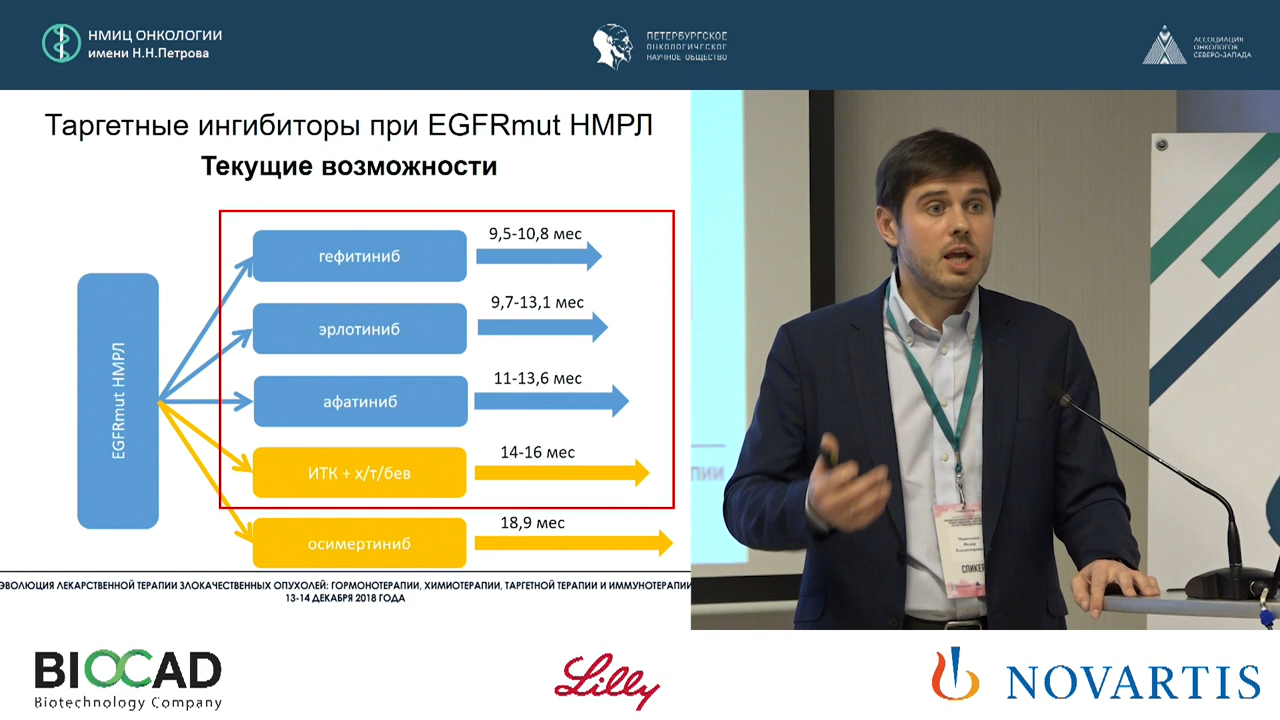 НМИЦ ОНКОЛОГИИ
имени Н.Н.Петрова
ПЕТЕРБУРГСКОЕ
ОНКОЛОГИЧЕСКОЕ
НАУЧНОЕ ОБЩЕСТВО
АССОЦИАЦИЯ
ОНКОЛОГОВ
СЕВЕРО-ЗАПАДА
Таргетные ингибиторы при EGFRmut НМРЛ
Текущие возможности
EGFRmut НМРЛ
гефитиниб
9,5-10,8 мес
эрлотиниб
9,7-13,1 мес
афатиниб
11-13,6 мес
ИТК + х/т/бев
14-16 мес
осимертиниб
18,9 мес
ЭВОЛЮЦИЯ ЛЕКАРСТВЕННОЙ ТЕРАПИИ ЗЛОКАЧЕСТВЕННЫХ ОПУХОЛЕЙ: ГОРМОНОТЕРАПИИ, ХИМИОТЕРАПИИ, ТАРГЕТНОЙ ТЕРАПИИ И ИММУНОТЕРАПИИ
13-14 ДЕКАБРЯ 2018 ГОДА
СПИКЕР
BIOCAD
Biotechnology Company
Lilly
NOVARTIS